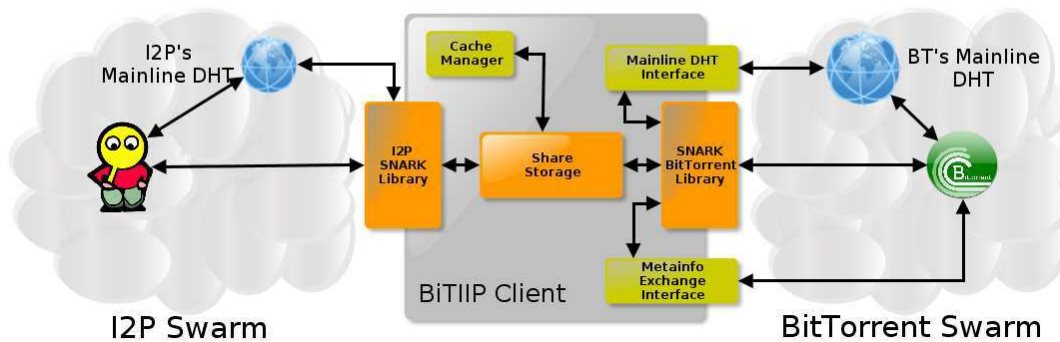 I2P's
Mainline DHT
Cache
Manager
Mainline DHT
Interface
BT's Mainline
DHT
I2P
SNARK
Library
Share
Storage
SNARK
BitTorrent
Library
BitTorrent
Metainfo
Exchange
Interface
BiTIIP Client
I2P Swarm
BitTorrent Swarm